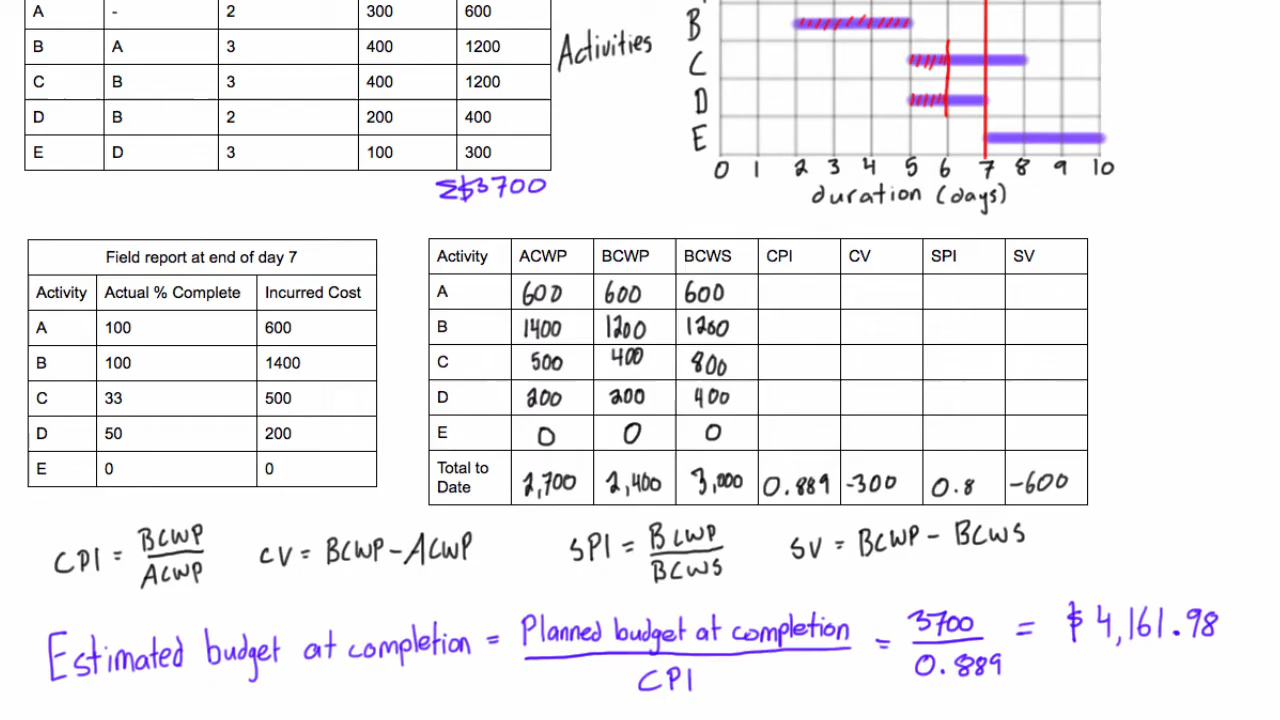 A - 2 300 600
B A 3 400 1200
C B 3 400 1200
D B 2 200 400
E D 3 100 300
Σ$3700
Activities
B
C
D
E
0 1 2 3 4 5 6 7 8 9 10
duration (days)
Field report at end of day 7
Activity Actual % Complete Incurred Cost
A 100 600
B 100 1400
C 33 500
D 50 200
E 0 0
Activity ACWP BCWP BCWS CPI CV SPI SV
A 600 600 600
B 1400 1200 1200
C 500 400 800
D 200 200 400
E 0 0 0
Total to Date 2,700 2,400 3,000 0.889 -300 0.8 -600
CPI = BCWP / ACWP CV = BCWP - ACWP SPI = BCWP / BCWS SV = BCWP - BCWS
Estimated budget at completion = Planned budget at completion / CPI = 3700 / 0.889 = $4,161.98